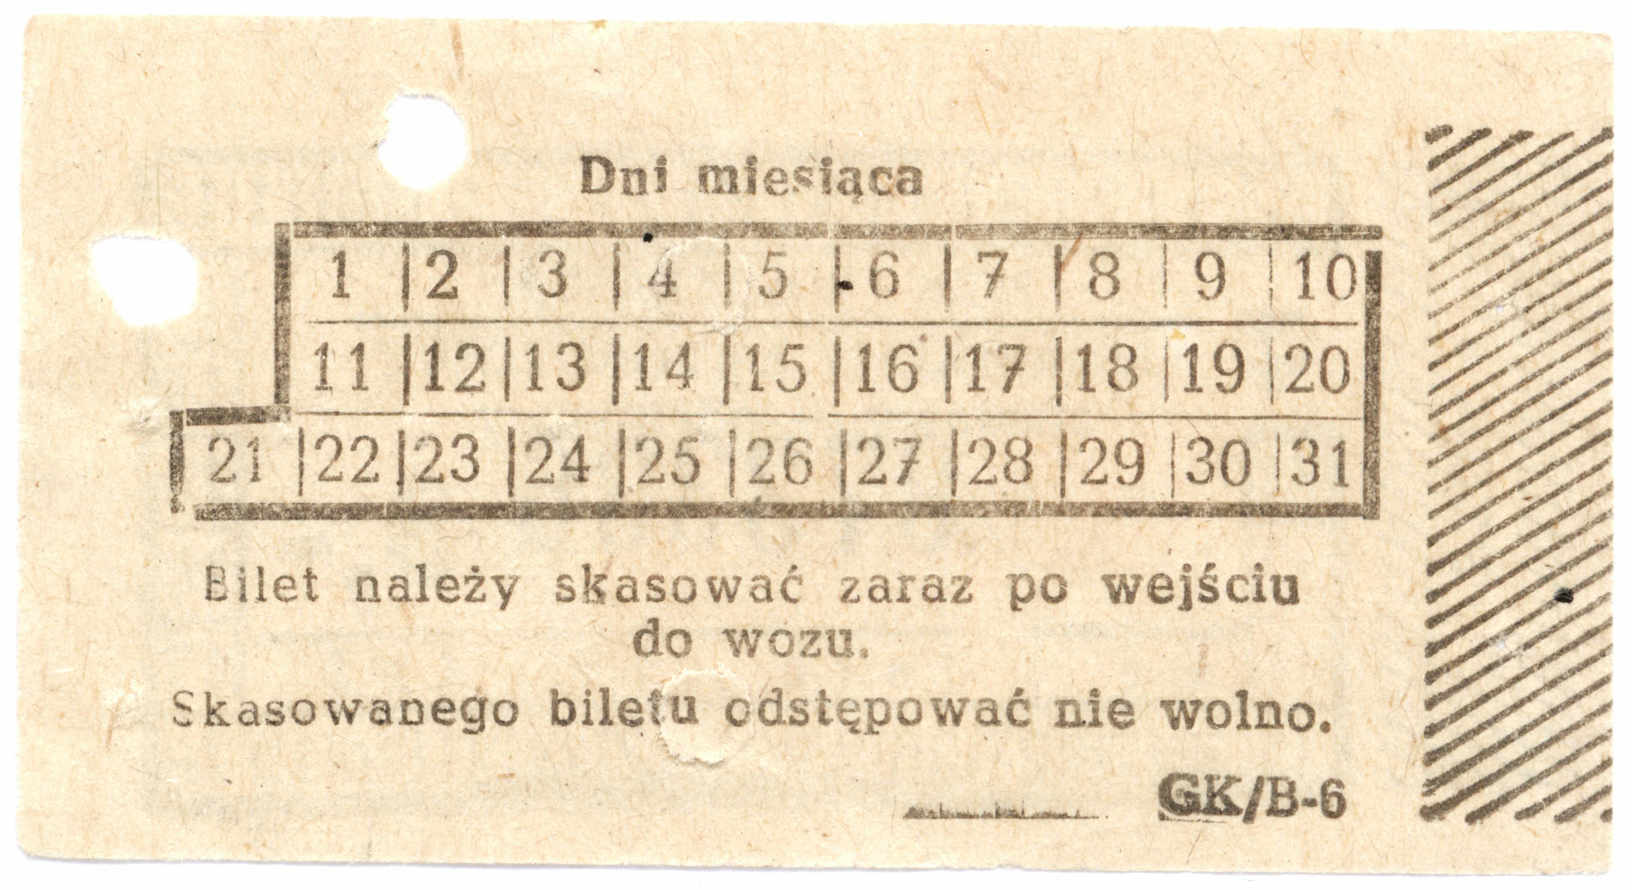 Dni miesiąca
1 2 3 4 5 6 7 8 9 10
11 12 13 14 15 16 17 18 19 20
21 22 23 24 25 26 27 28 29 30 31
Bilet należy skasować zaraz po wejściu
do wozu.
Skasowanego biletu odstępować nie wolno.
GK/B-6